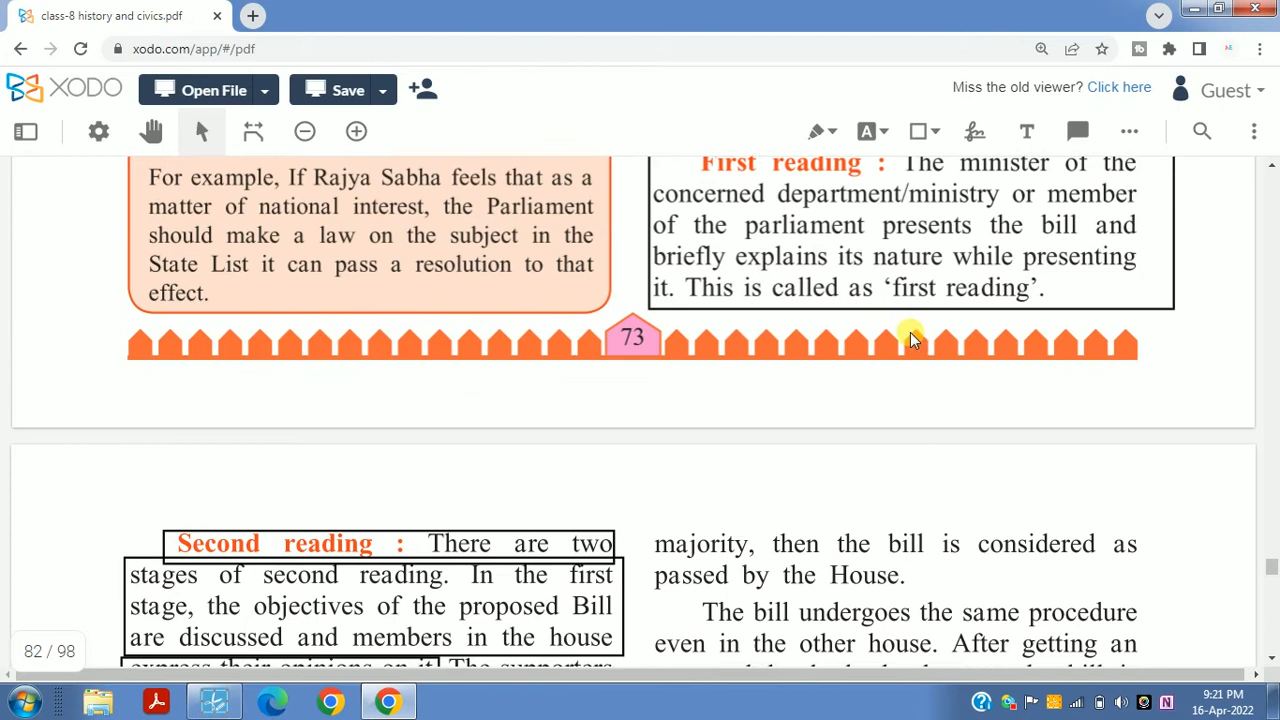 class-8 history and civics.pdf
xodo.com/app/#/pdf
XODO
Open File
Save
Miss the old viewer? Click here
Guest
For example, If Rajya Sabha feels that as a
matter of national interest, the Parliament
should make a law on the subject in the
State List it can pass a resolution to that
effect.
First reading : The minister of the
concerned department/ministry or member
of the parliament presents the bill and
briefly explains its nature while presenting
it. This is called as ‘first reading’.
73
Second reading : There are two
stages of second reading. In the first
stage, the objectives of the proposed Bill
are discussed and members in the house
express their opinions on it. The supporters
majority, then the bill is considered as
passed by the House.
The bill undergoes the same procedure
even in the other house. After getting an
82 / 98
9:21 PM
16-Apr-2022